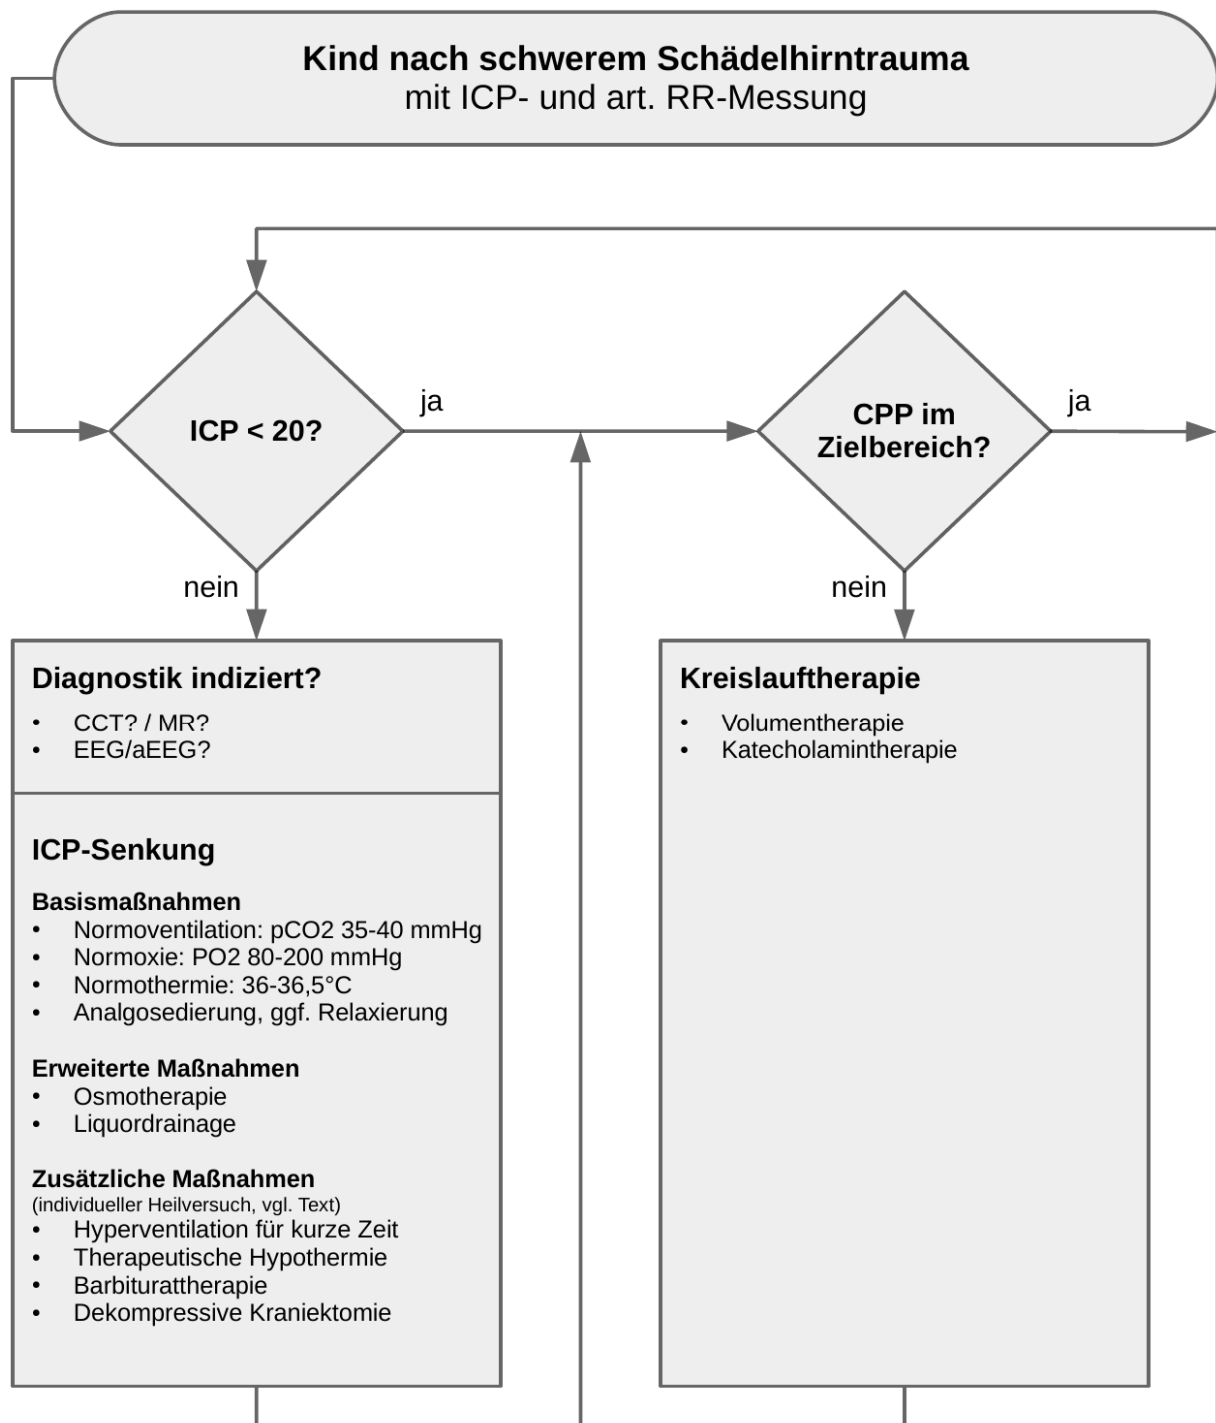 Kind nach schwerem Schädelhirntrauma
mit ICP- und art. RR-Messung
ICP < 20?
ja
nein
CPP im
Zielbereich?
ja
nein
Diagnostik indiziert?
• CCT? / MR?
• EEG/aEEG?
ICP-Senkung
Basismaßnahmen
• Normoventilation: pCO2 35-40 mmHg
• Normoxie: PO2 80-200 mmHg
• Normothermie: 36-36,5°C
• Analgosedierung, ggf. Relaxierung
Erweiterte Maßnahmen
• Osmotherapie
• Liquordrainage
Zusätzliche Maßnahmen
(individueller Heilversuch, vgl. Text)
• Hyperventilation für kurze Zeit
• Therapeutische Hypothermie
• Barbiturattherapie
• Dekompressive Kraniektomie
Kreislauftherapie
• Volumentherapie
• Katecholamintherapie